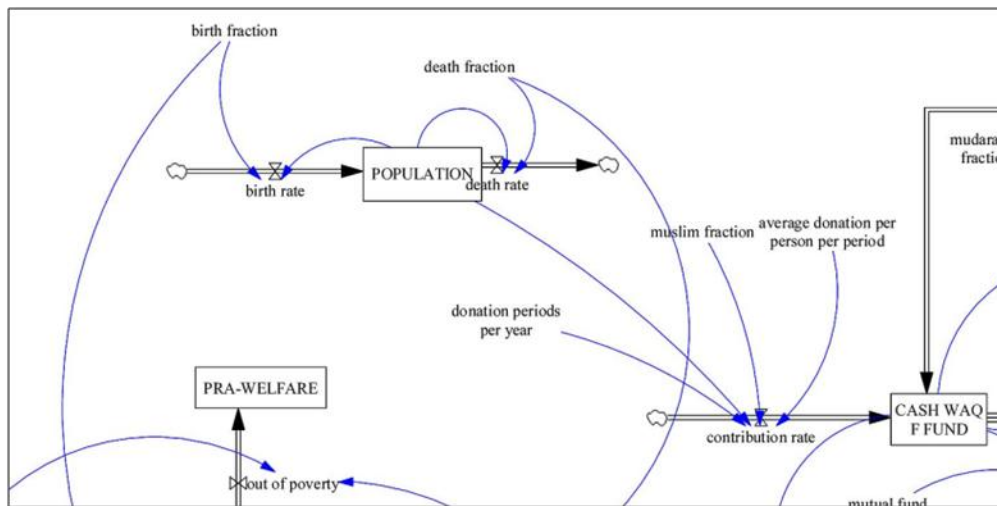 birth fraction
death fraction
POPULATION
birth rate
death rate
mudara
fractio
muslim fraction
average donation per
person per period
donation periods
per year
PRA-WELFARE
CASH WAQ
F FUND
contribution rate
out of poverty
mutual fund